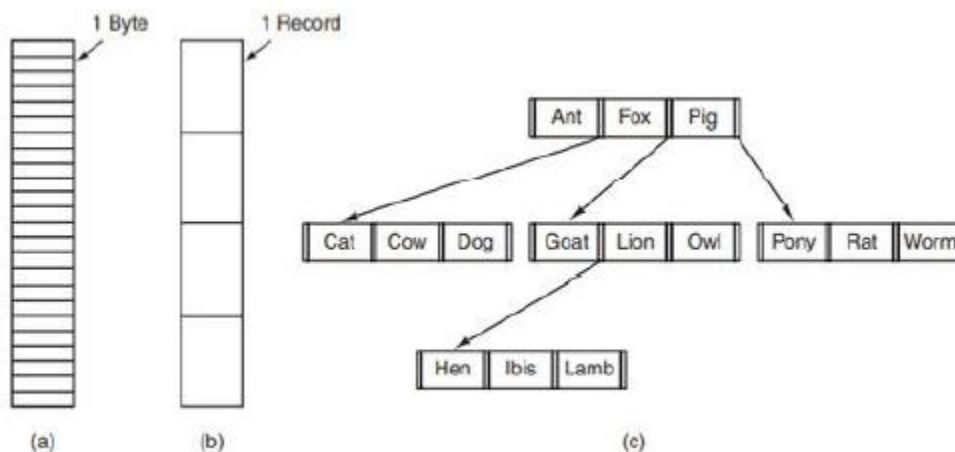 1 Byte
1 Record
Ant Fox Pig
Cat Cow Dog
Goat Lion Owl
Pony Rat Worm
Hen Ibis Lamb
(a)
(b)
(c)